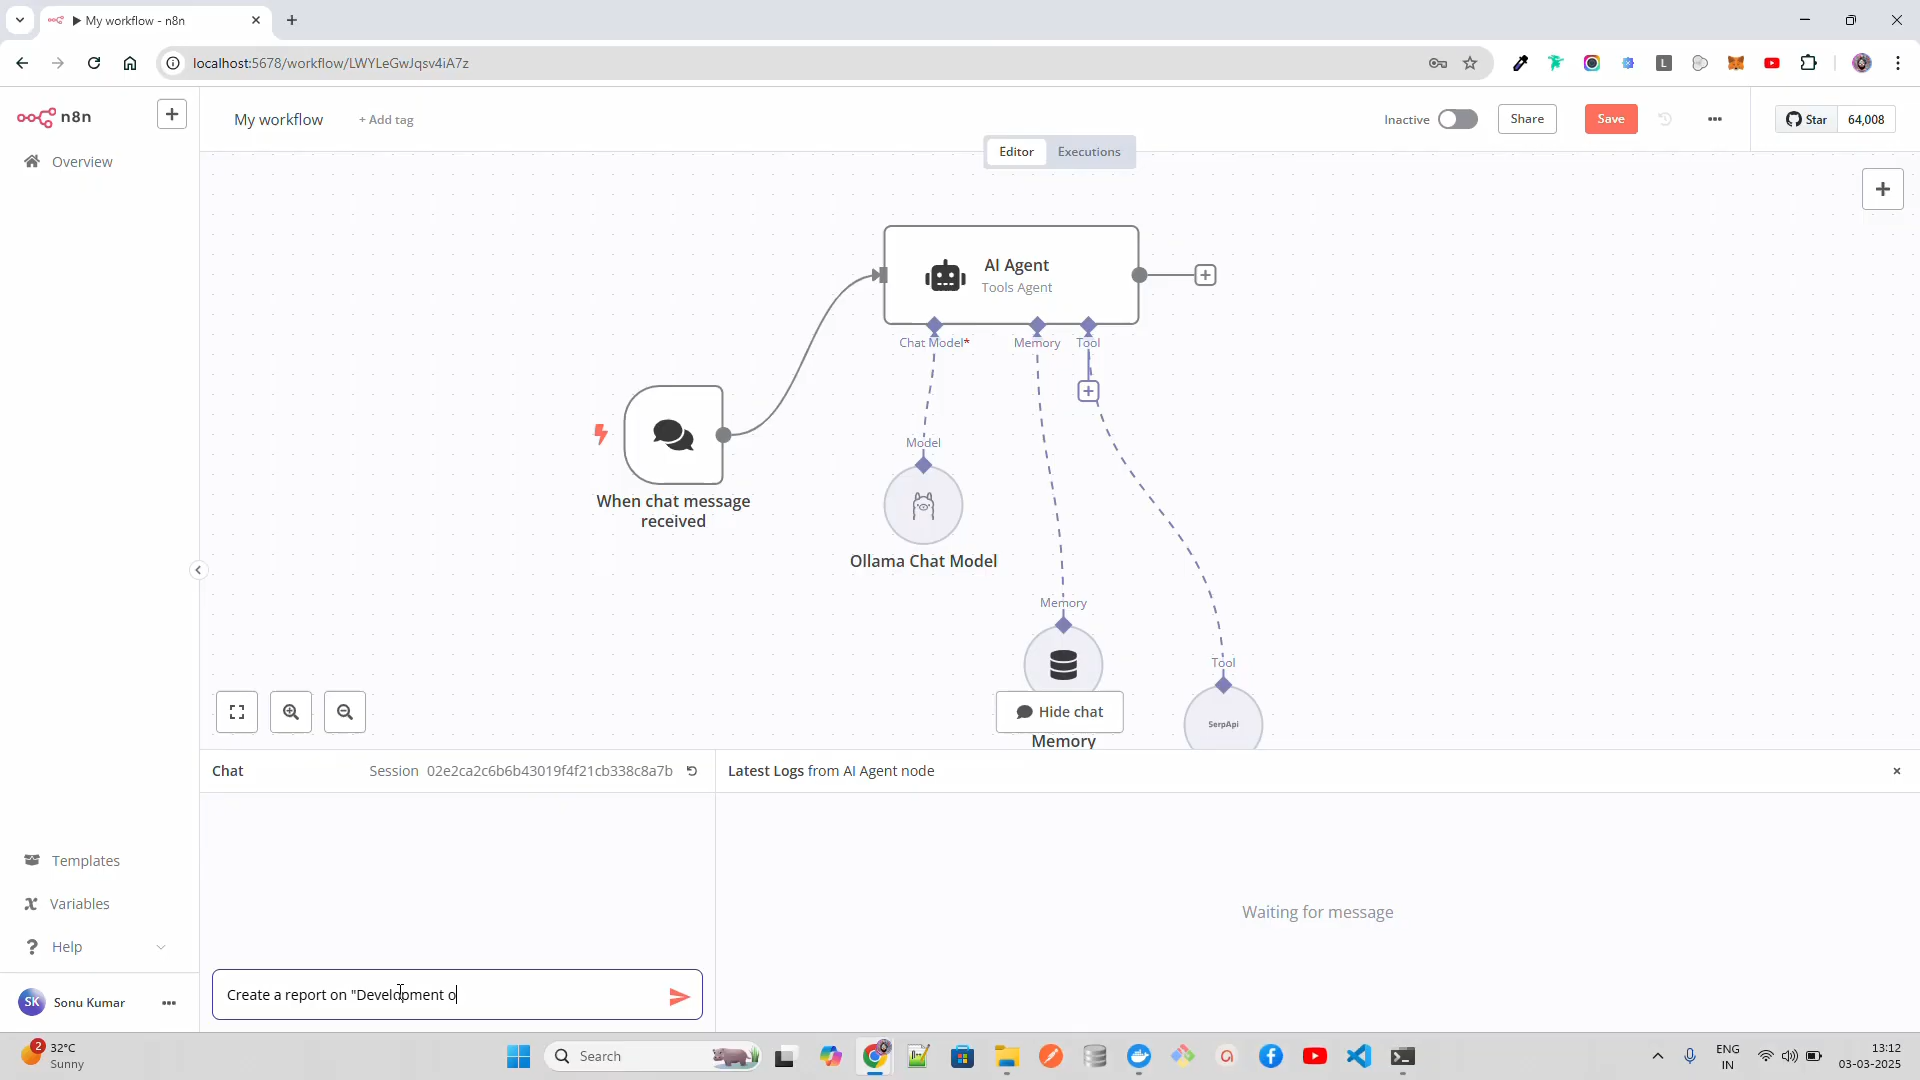 My workflow - n8n
localhost:5678/workflow/LWYLeGwJqsv4iA7z
L
n8n
My workflow
+ Add tag
Inactive
Share
Save
Star
64,008
Editor
Executions
Overview
AI Agent
Tools Agent
Chat Model*
Memory
Tool
Model
When chat message
received
Ollama Chat Model
Memory
Tool
SerpApi
Hide chat
Memory
Chat
Session 02e2ca2c6b6b43019f4f21cb338c8a7b
Latest Logs from AI Agent node
Templates
Variables
Help
Waiting for message
SK
Sonu Kumar
Create a report on "Development o
2
32°C
Sunny
Search
ENG
IN
13:12
03-03-2025